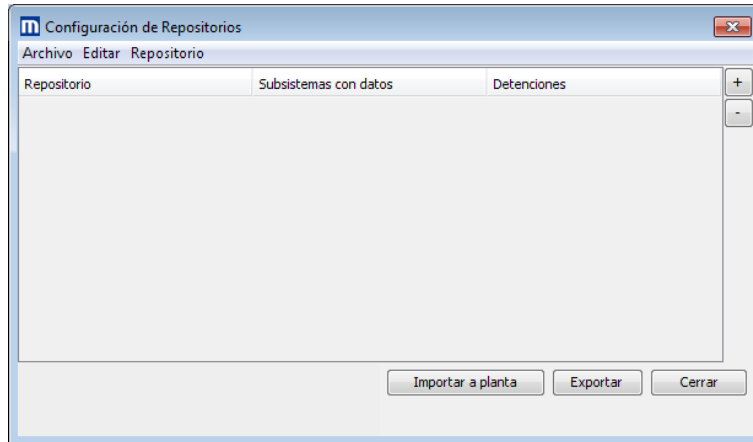 m Configuración de Repositorios
Archivo Editar Repositorio
Repositorio Subsistemas con datos Detenciones
+
-
Importar a planta Exportar Cerrar